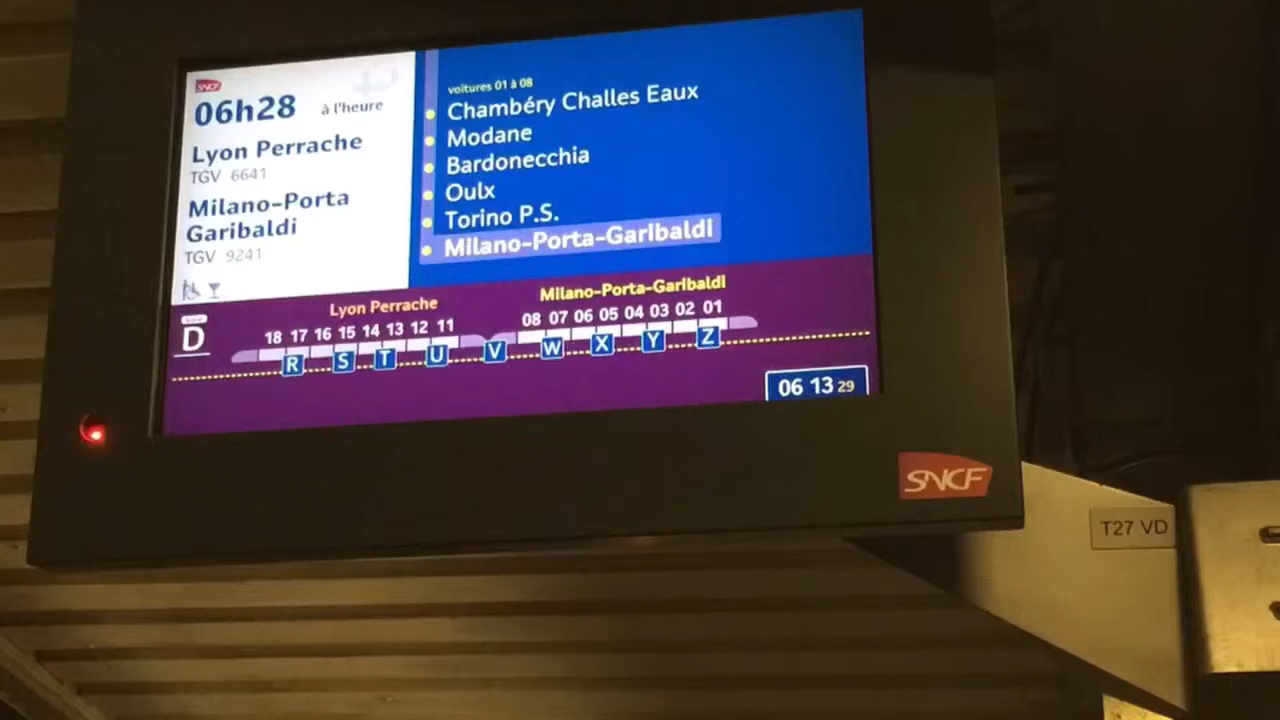 SNCF
06h28 à l'heure
Lyon Perrache
TGV 6641
Milano-Porta
Garibaldi
TGV 9241
voitures 01 à 08
Chambéry Challes Eaux
Modane
Bardonecchia
Oulx
Torino P.S.
Milano-Porta-Garibaldi
D
Lyon Perrache
18 17 16 15 14 13 12 11
Milano-Porta-Garibaldi
08 07 06 05 04 03 02 01
R S T U V W X Y Z
06 13 29
SNCF
T27 VD